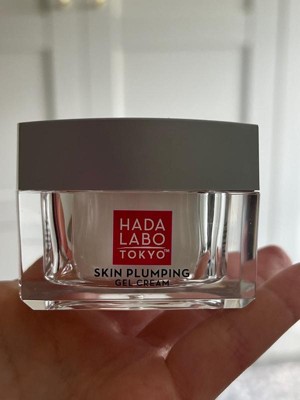 HADA
LABO
TOKYO™
SKIN PLUMPING
GEL CREAM